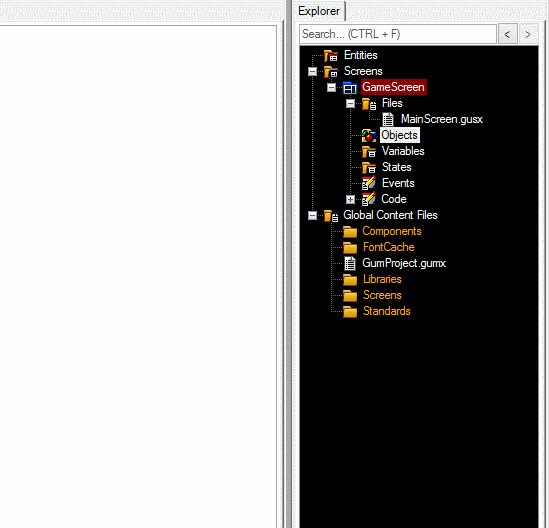 Explorer
Search... (CTRL + F)
<
>
Entities
Screens
GameScreen
Files
MainScreen.gusx
Objects
Variables
States
Events
Code
Global Content Files
Components
FontCache
GumProject.gumx
Libraries
Screens
Standards